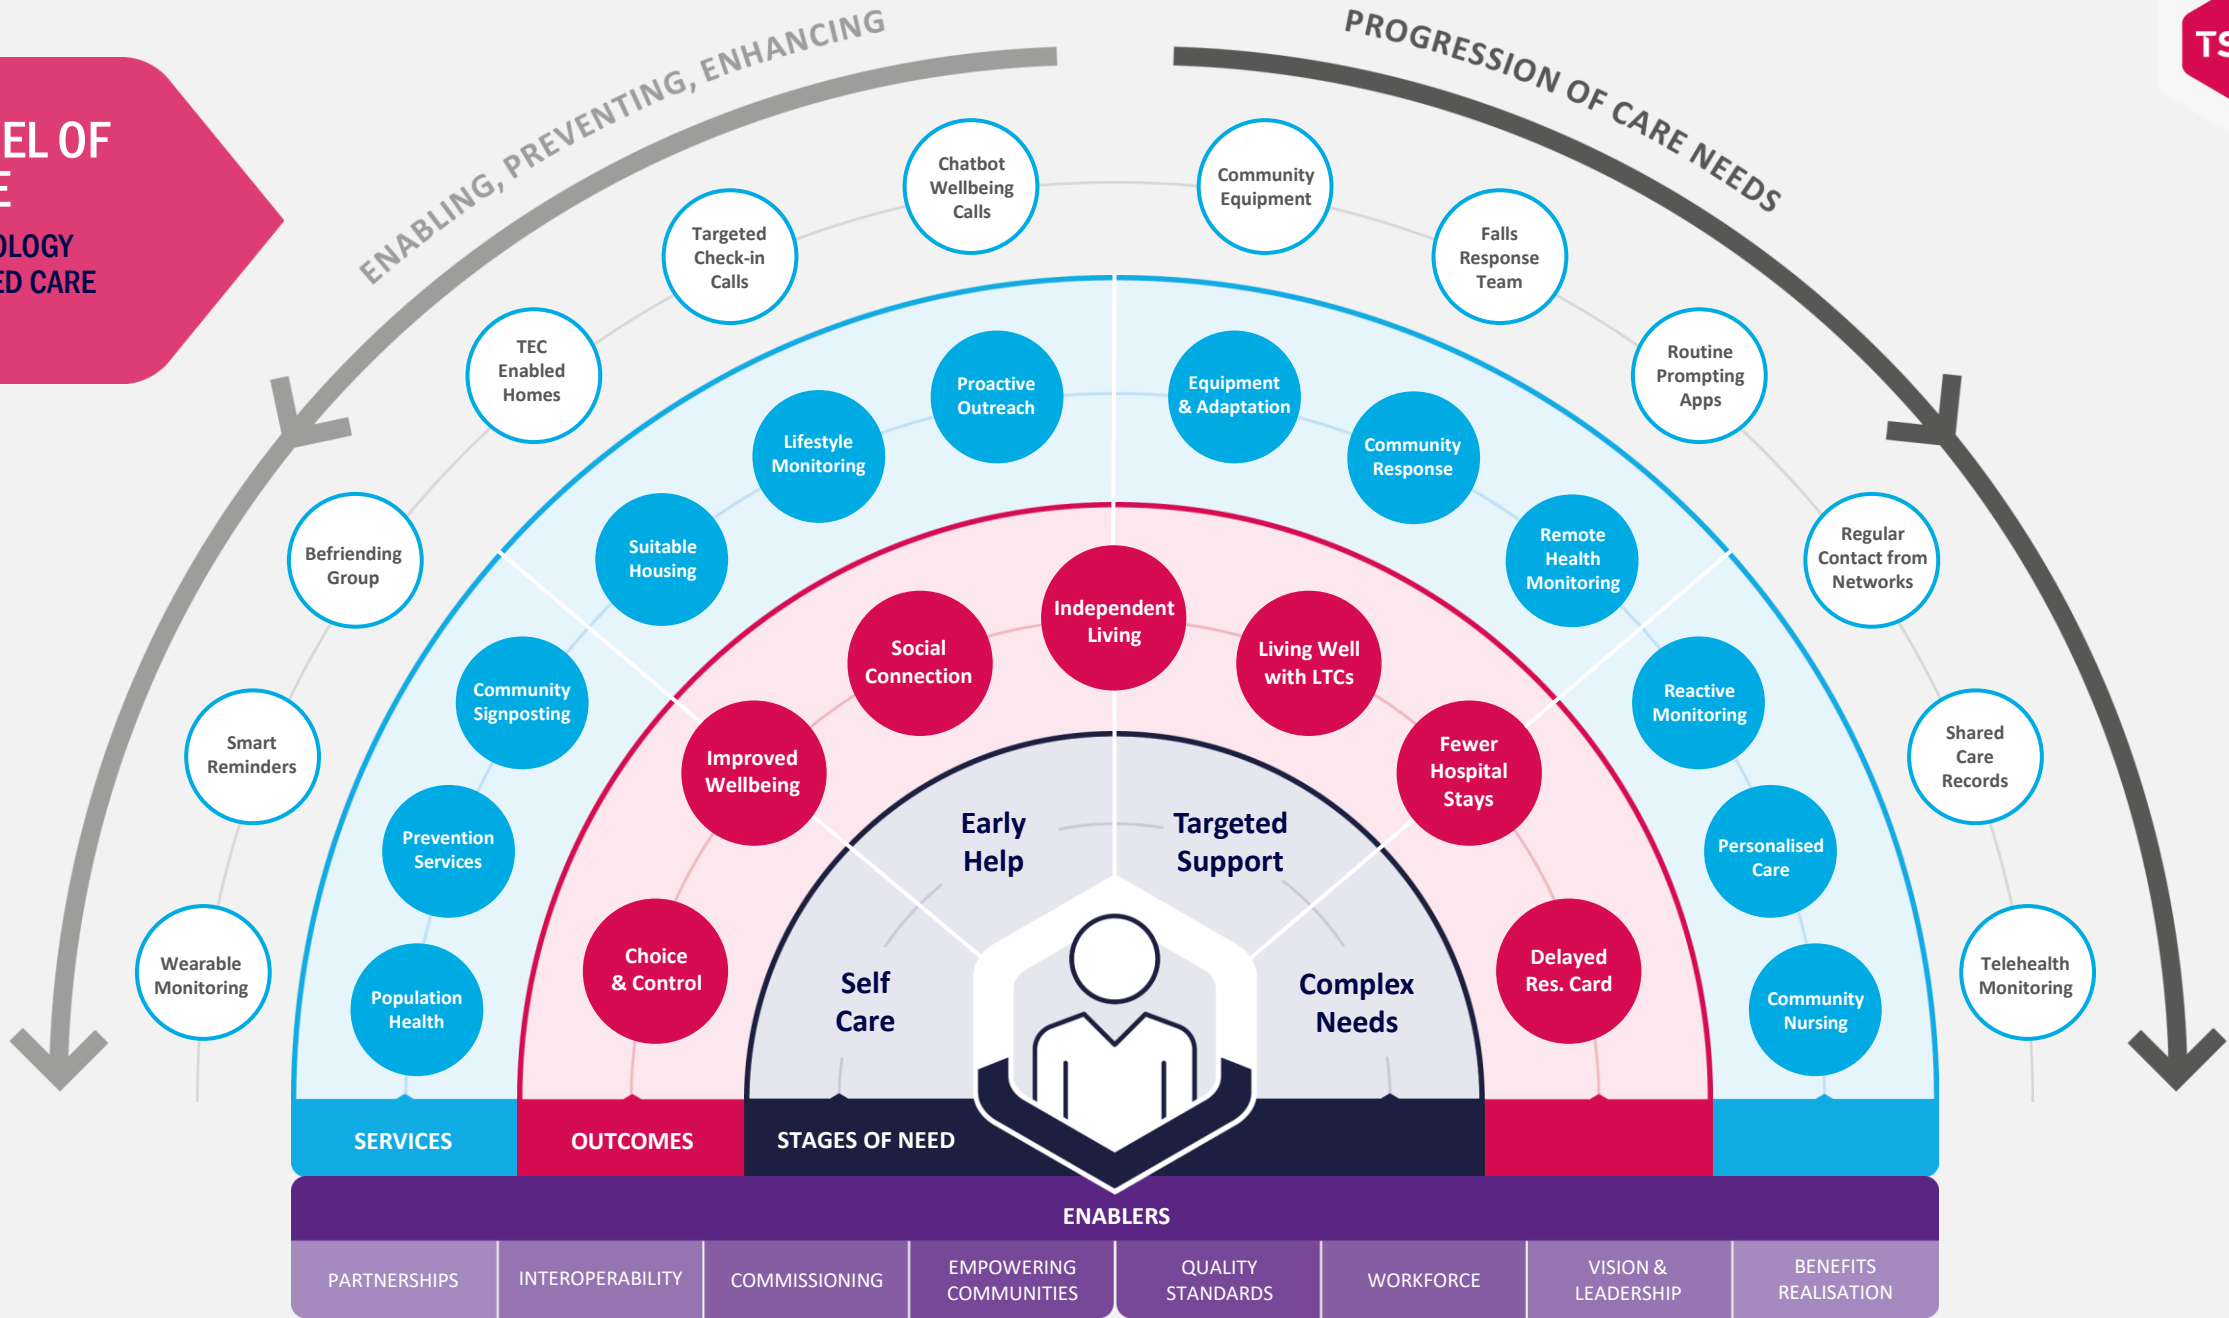 ENABLING, PREVENTING, ENHANCING
PROGRESSION OF CARE NEEDS
TS
EL OF
E
OLOGY
ED CARE
Chatbot
Wellbeing
Calls
Community
Equipment
Targeted
Check-in
Calls
Falls
Response
Team
TEC
Enabled
Homes
Routine
Prompting
Apps
Befriending
Group
Regular
Contact from
Networks
Smart
Reminders
Shared
Care
Records
Wearable
Monitoring
Telehealth
Monitoring
Proactive
Outreach
Equipment
& Adaptation
Lifestyle
Monitoring
Community
Response
Suitable
Housing
Remote
Health
Monitoring
Community
Signposting
Reactive
Monitoring
Prevention
Services
Personalised
Care
Population
Health
Community
Nursing
Independent
Living
Social
Connection
Living Well
with LTCs
Improved
Wellbeing
Fewer
Hospital
Stays
Choice
& Control
Delayed
Res. Card
Early
Help
Targeted
Support
Self
Care
Complex
Needs
SERVICES
OUTCOMES
STAGES OF NEED
ENABLERS
PARTNERSHIPS
INTEROPERABILITY
COMMISSIONING
EMPOWERING
COMMUNITIES
QUALITY
STANDARDS
WORKFORCE
VISION &
LEADERSHIP
BENEFITS
REALISATION